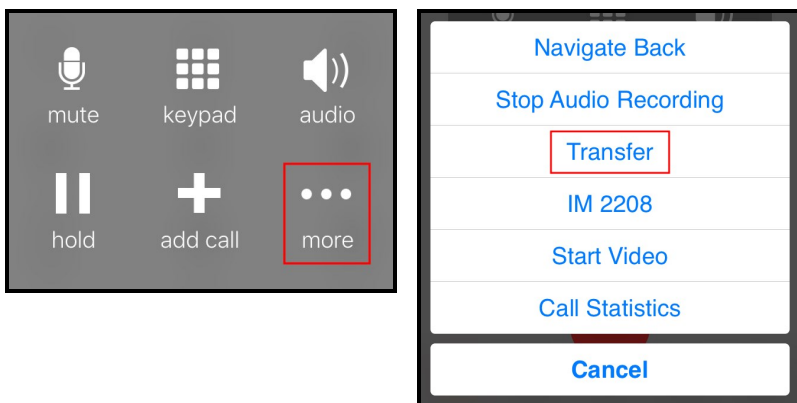 mute keypad audio
hold add call more
Navigate Back
Stop Audio Recording
Transfer
IM 2208
Start Video
Call Statistics
Cancel